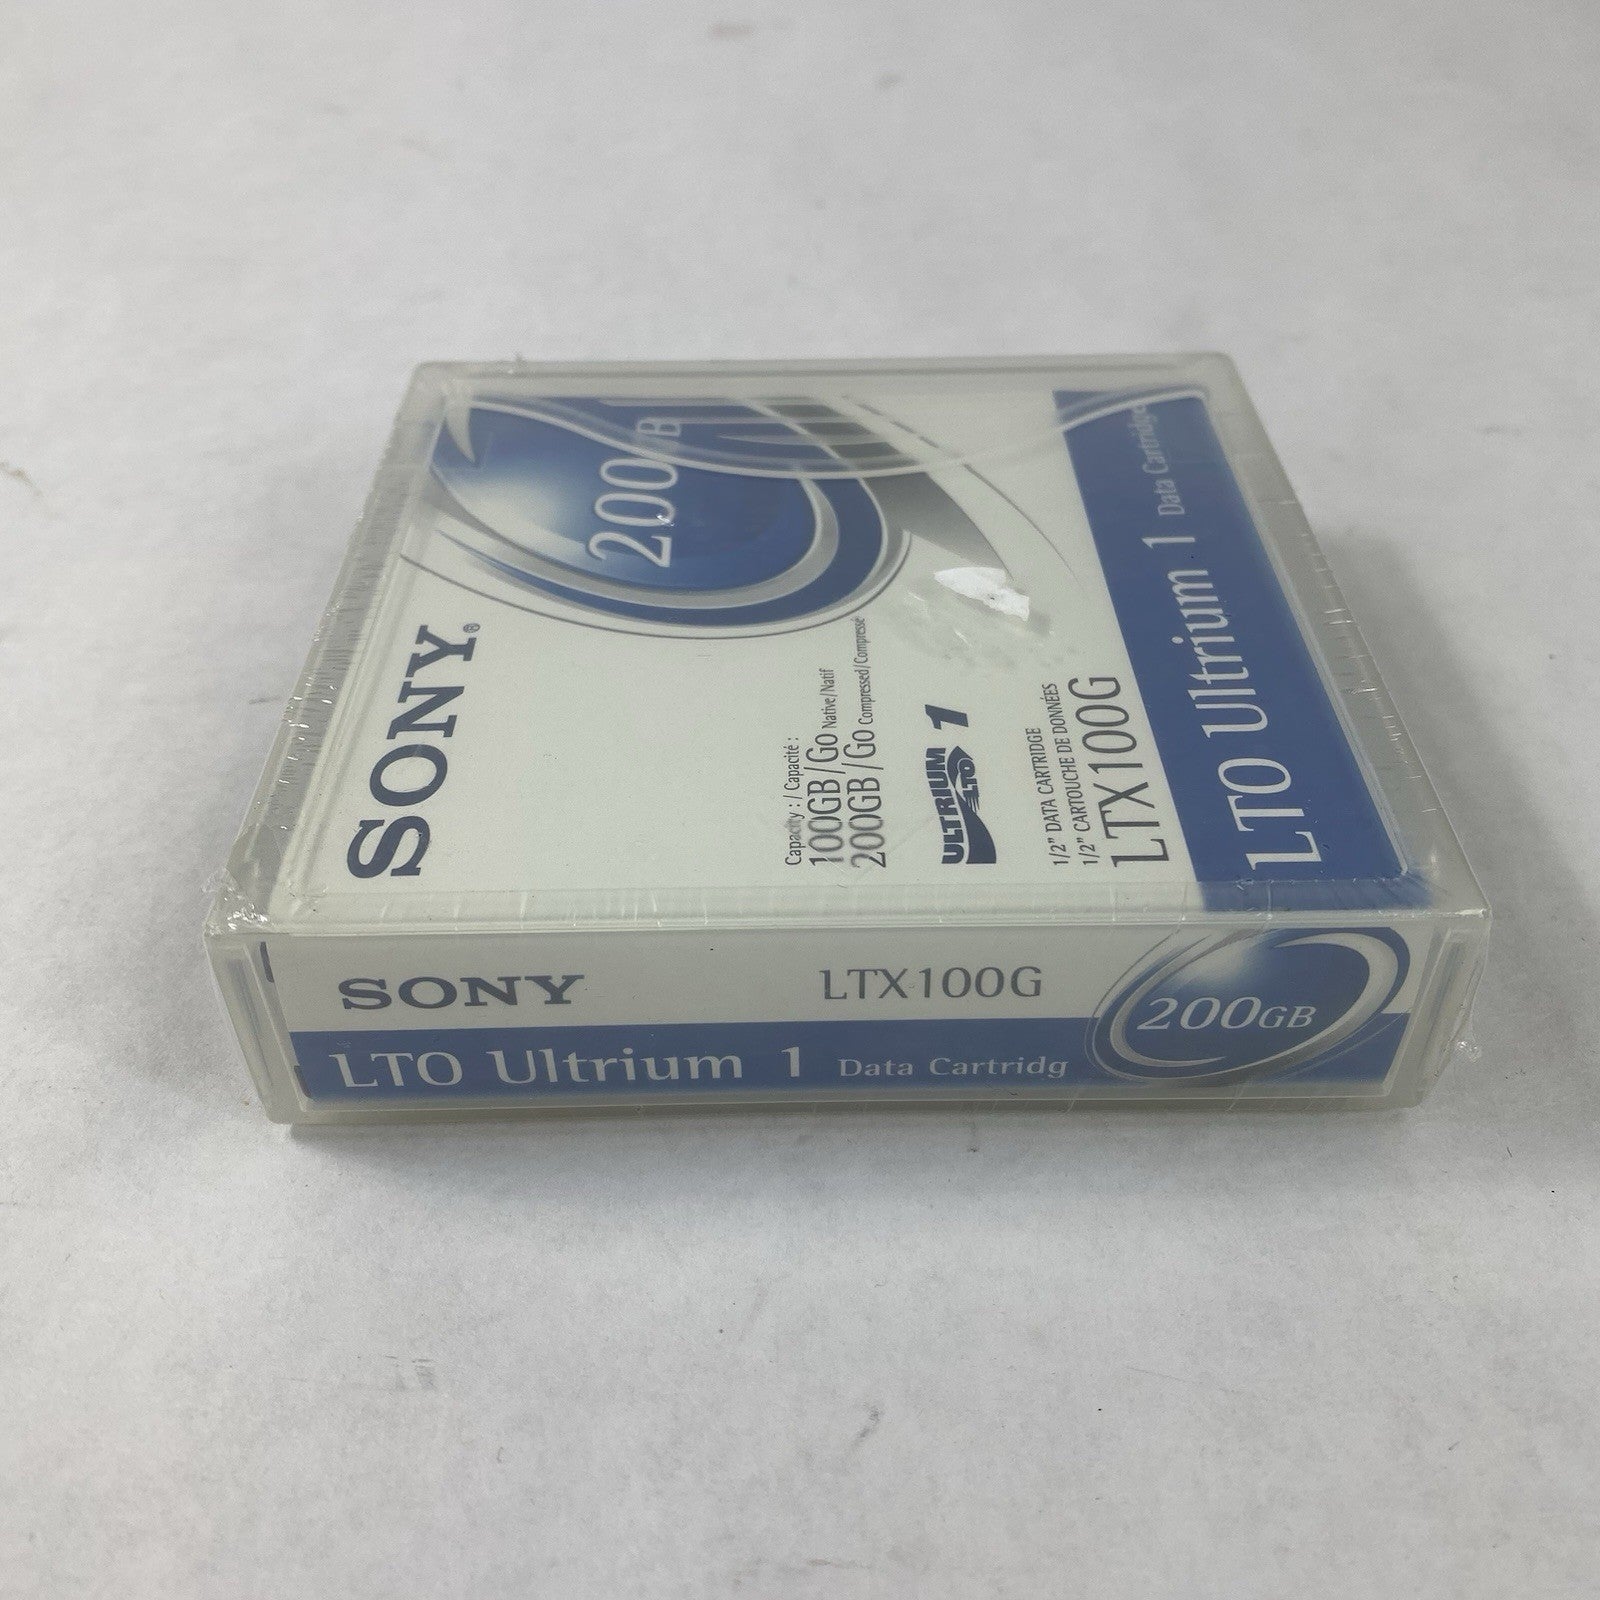 SONY®
200GB
Capacity : / Capacité :
100GB/Go Native/Natif
200GB/Go Compressed/Compressé
ULTRIUM 1
LTO
1/2" DATA CARTRIDGE
1/2" CARTOUCHE DE DONNÉES
LTX100G
LTO Ultrium 1 Data Cartridge
SONY
LTX100G
200GB
LTO Ultrium 1 Data Cartridg